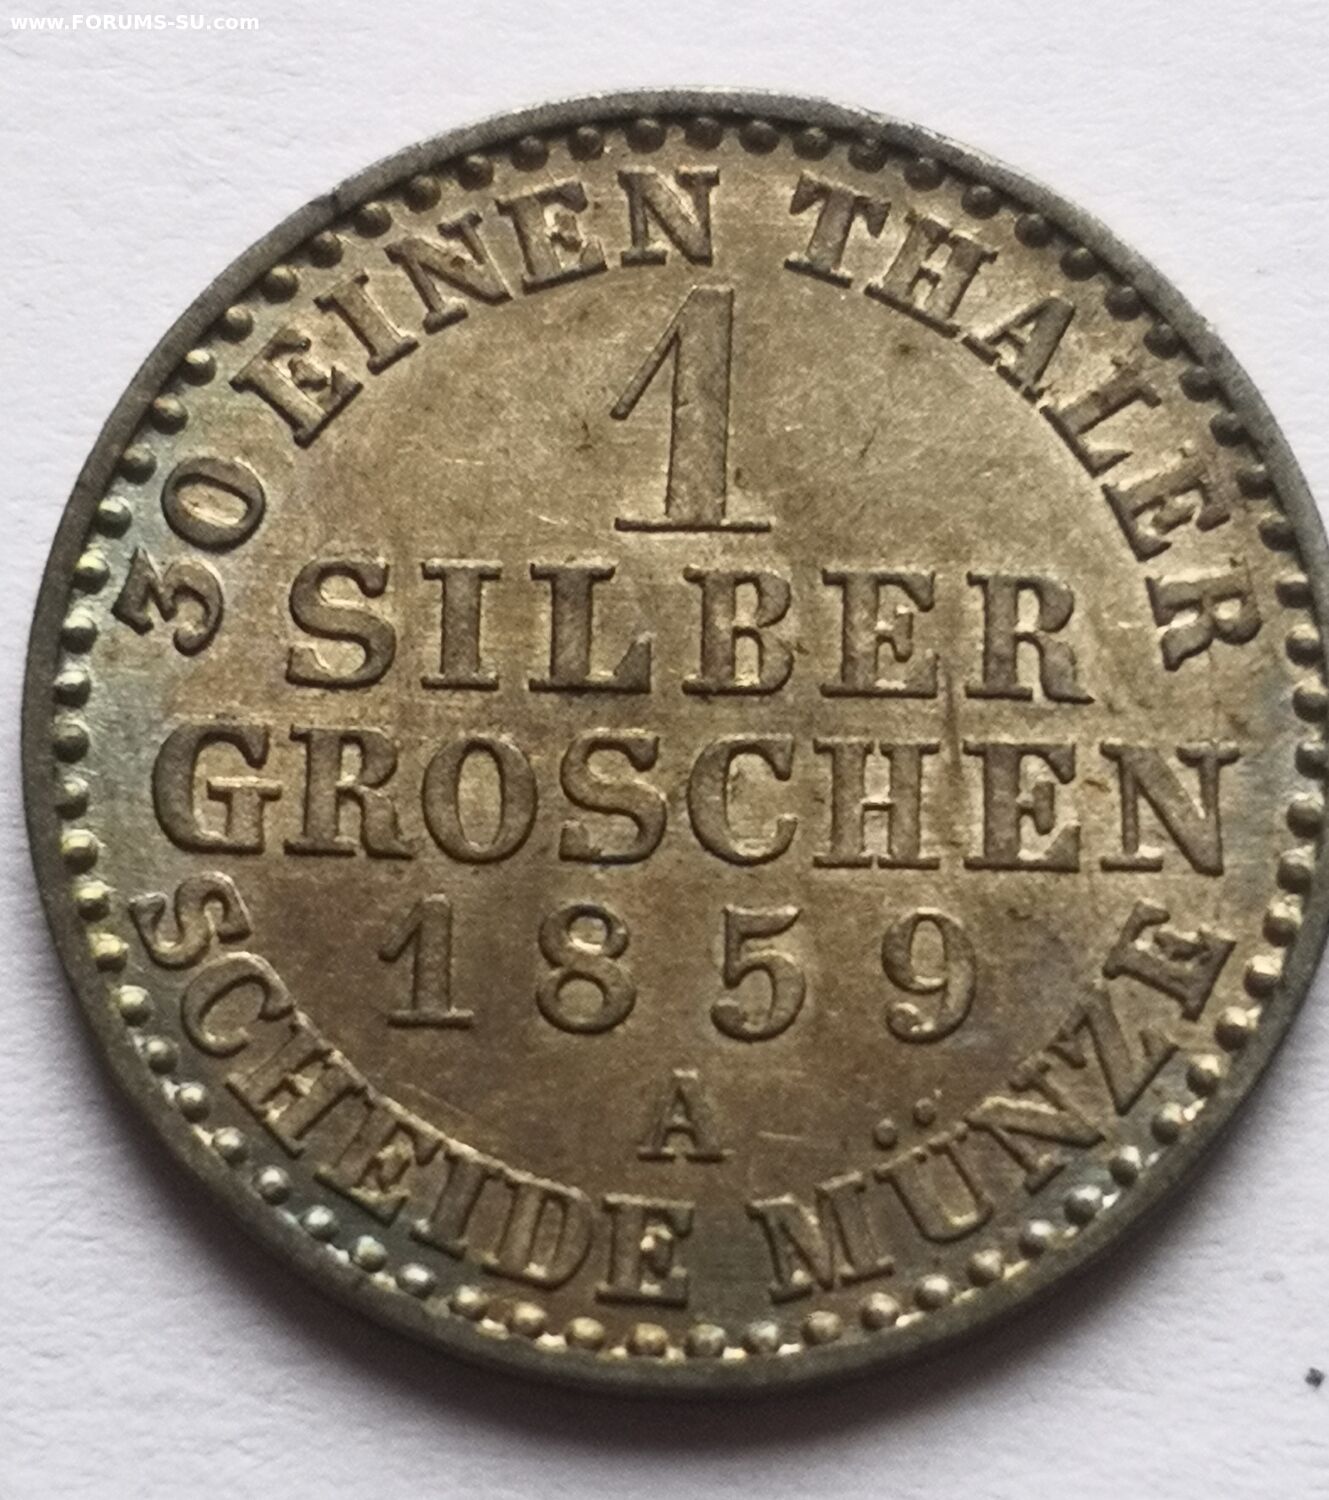 www.FORUMS-SU.com
30 EINEN THALER
1
SILBER
GROSCHEN
1859
A
SCHEIDE MÜNZE